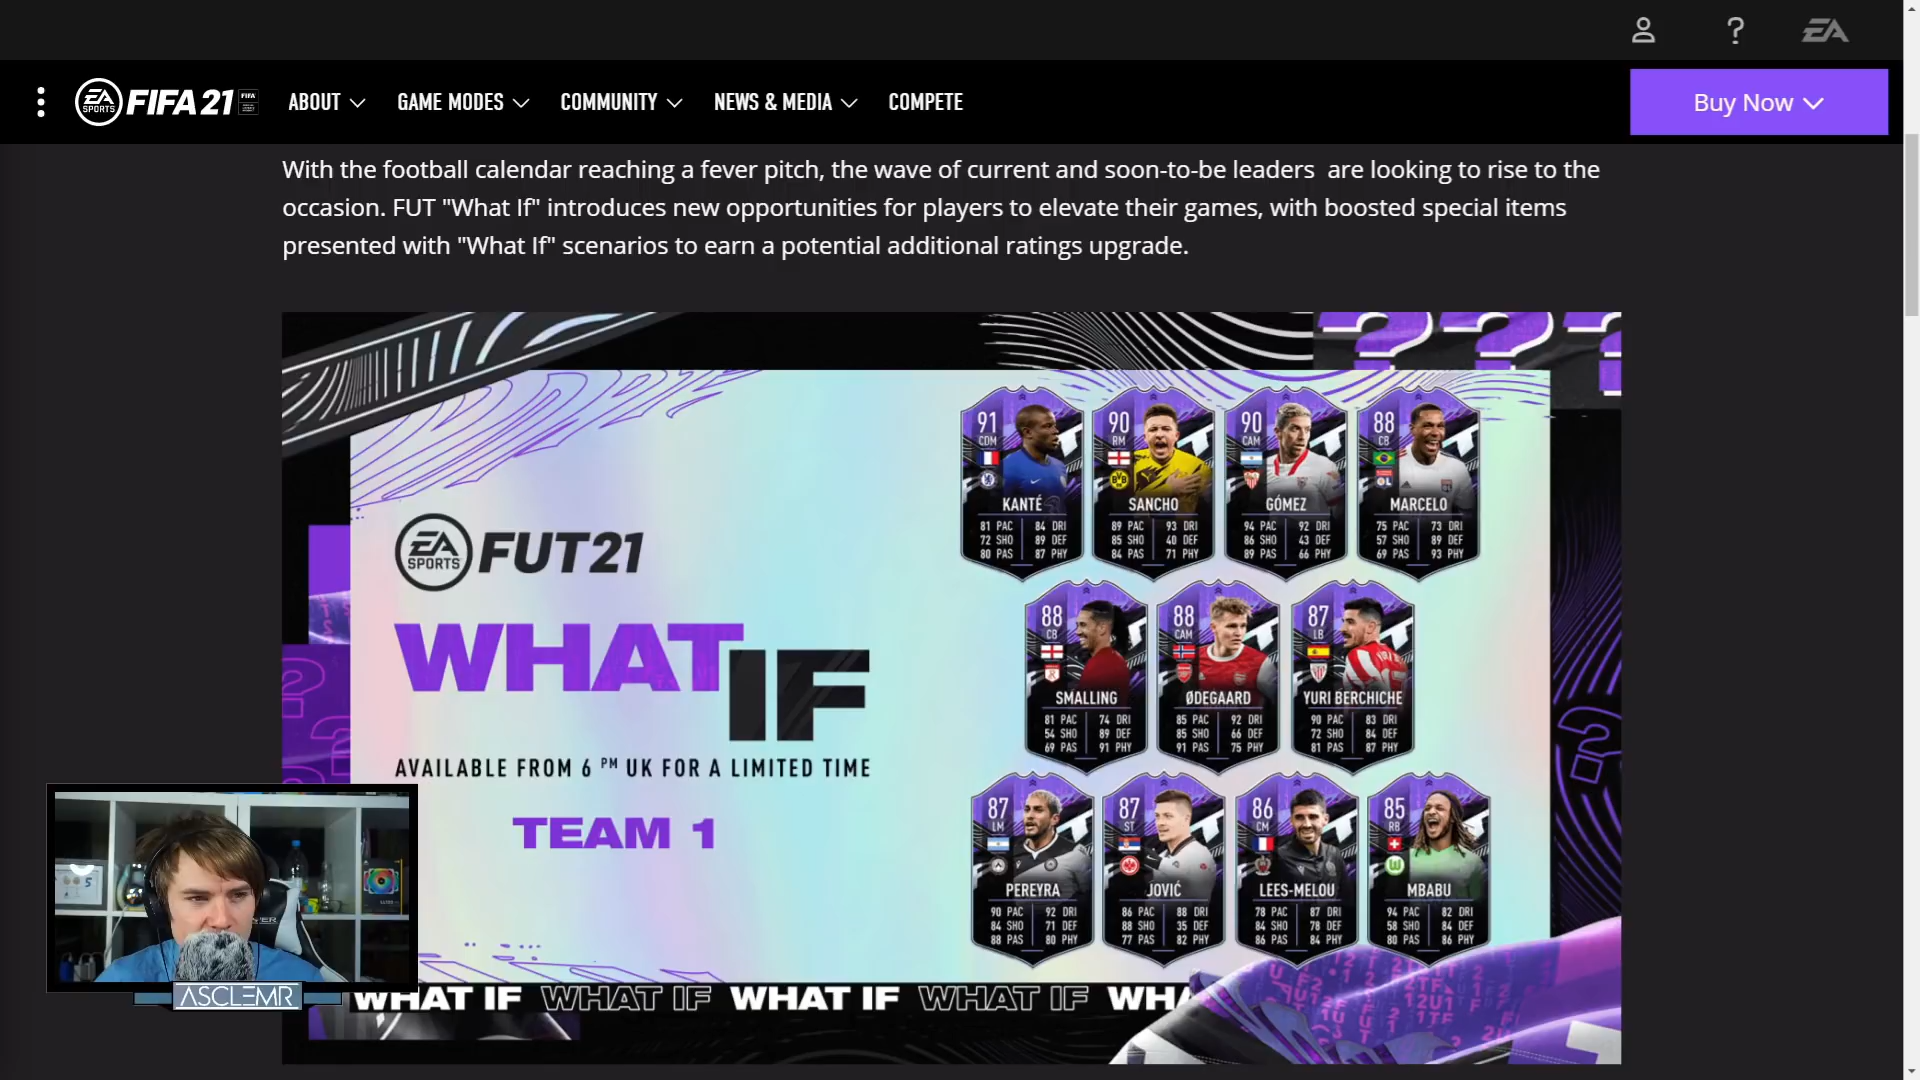 ?
EA
EA SPORTS FIFA 21 FIFA
ABOUT
GAME MODES
COMMUNITY
NEWS & MEDIA
COMPETE
Buy Now
With the football calendar reaching a fever pitch, the wave of current and soon-to-be leaders are looking to rise to the
occasion. FUT "What If" introduces new opportunities for players to elevate their games, with boosted special items
presented with "What If" scenarios to earn a potential additional ratings upgrade.
???
EA SPORTS FUT21
WHAT
IF
AVAILABLE FROM 6 PM UK FOR A LIMITED TIME
TEAM 1
91
CDM
KANTÉ
81 PAC 84 DRI
72 SHO 89 DEF
80 PAS 87 PHY
90
RM
SANCHO
89 PAC 93 DRI
85 SHO 40 DEF
84 PAS 71 PHY
90
CAM
GÓMEZ
94 PAC 92 DRI
86 SHO 43 DEF
89 PAS 66 PHY
88
CB
MARCELO
75 PAC 73 DRI
57 SHO 89 DEF
69 PAS 93 PHY
88
CB
SMALLING
81 PAC 74 DRI
54 SHO 89 DEF
69 PAS 91 PHY
88
CAM
ØDEGAARD
85 PAC 92 DRI
85 SHO 66 DEF
91 PAS 75 PHY
87
LB
YURI BERCHICHE
90 PAC 83 DRI
72 SHO 84 DEF
81 PAS 87 PHY
87
LM
PEREYRA
90 PAC 92 DRI
84 SHO 71 DEF
88 PAS 80 PHY
87
ST
JOVIĆ
86 PAC 88 DRI
88 SHO 35 DEF
77 PAS 82 PHY
86
CM
LEES-MELOU
78 PAC 87 DRI
84 SHO 78 DEF
86 PAS 84 PHY
85
RB
MBABU
94 PAC 82 DRI
58 SHO 86 DEF
80 PAS 86 PHY
WHAT IF WHAT IF WHAT IF WHAT IF WHA
ASCLEMR